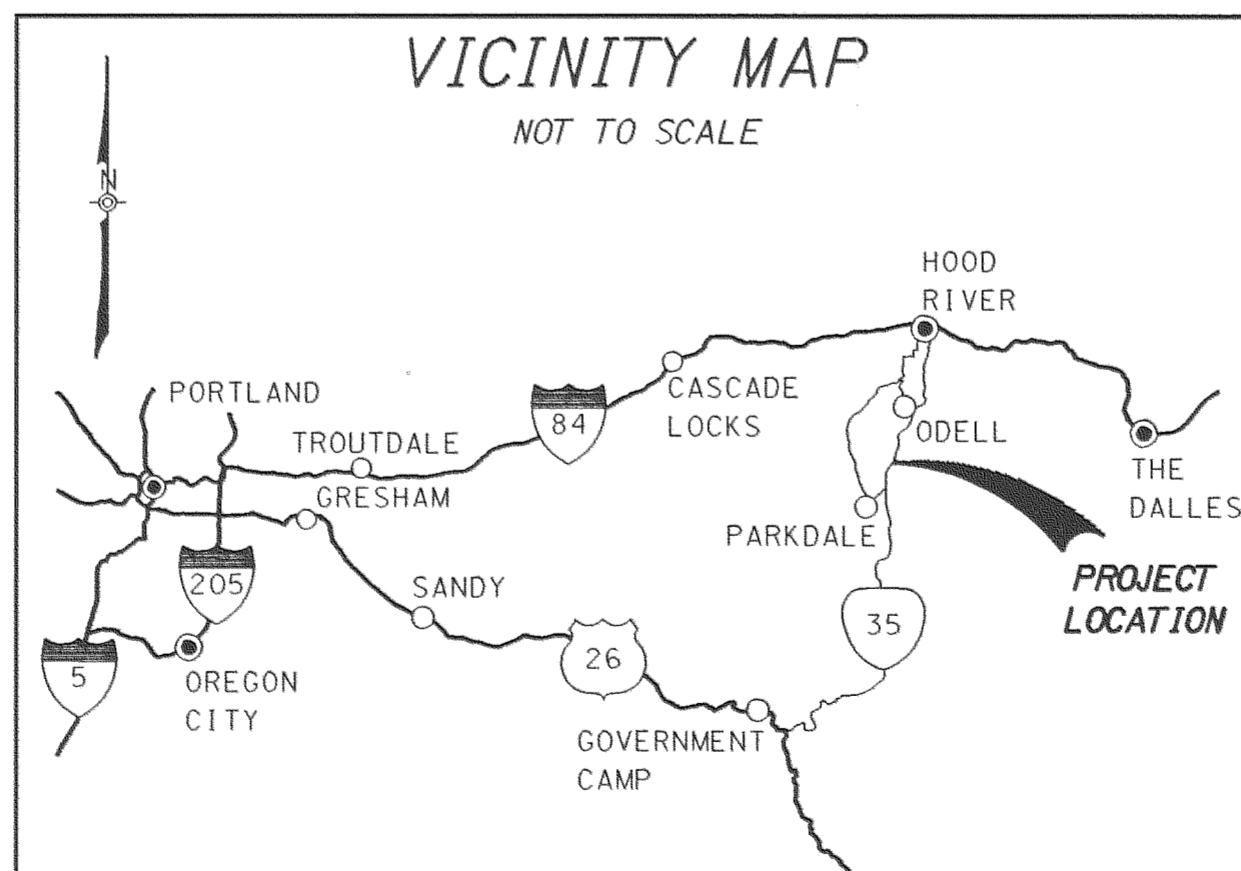 VICINITY MAP
NOT TO SCALE
N
HOOD
RIVER
PORTLAND
TROUTDALE
84
CASCADE
LOCKS
ODELL
GRESHAM
THE
DALLES
PARKDALE
PROJECT
LOCATION
205
SANDY
35
26
5
OREGON
CITY
GOVERNMENT
CAMP